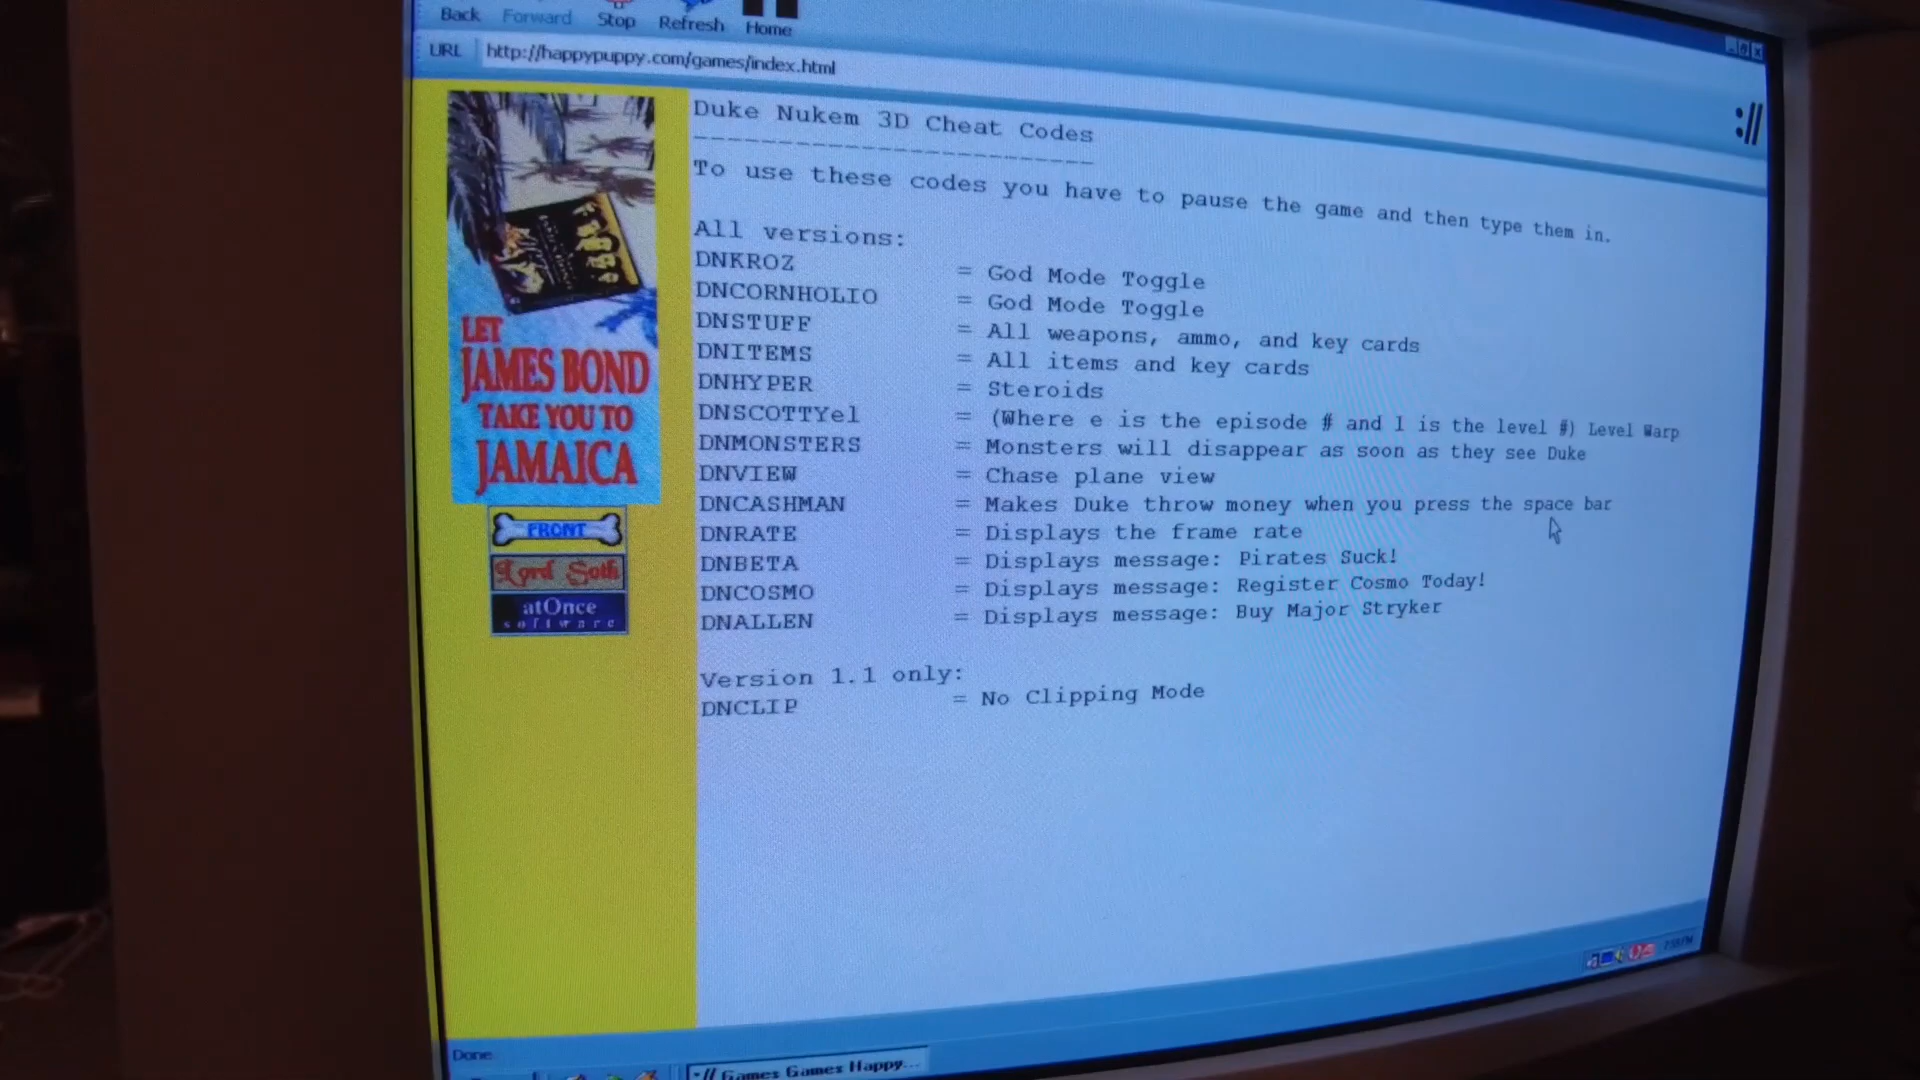 Back Forward Stop Refresh Home
URL http://happypuppy.com/games/index.html
://
LET
JAMES BOND
TAKE YOU TO
JAMAICA
FRONT
Lord Soth
atOnce
software
Duke Nukem 3D Cheat Codes
-------------------------
To use these codes you have to pause the game and then type them in.
All versions:
DNKROZ = God Mode Toggle
DNCORNHOLIO = God Mode Toggle
DNSTUFF = All weapons, ammo, and key cards
DNITEMS = All items and key cards
DNHYPER = Steroids
DNSCOTTYel = (Where e is the episode # and l is the level #) Level Warp
DNMONSTERS = Monsters will disappear as soon as they see Duke
DNVIEW = Chase plane view
DNCASHMAN = Makes Duke throw money when you press the space bar
DNRATE = Displays the frame rate
DNBETA = Displays message: Pirates Suck!
DNCOSMO = Displays message: Register Cosmo Today!
DNALLEN = Displays message: Buy Major Stryker
Version 1.1 only:
DNCLIP = No Clipping Mode
Done
:// Games Games Happy...